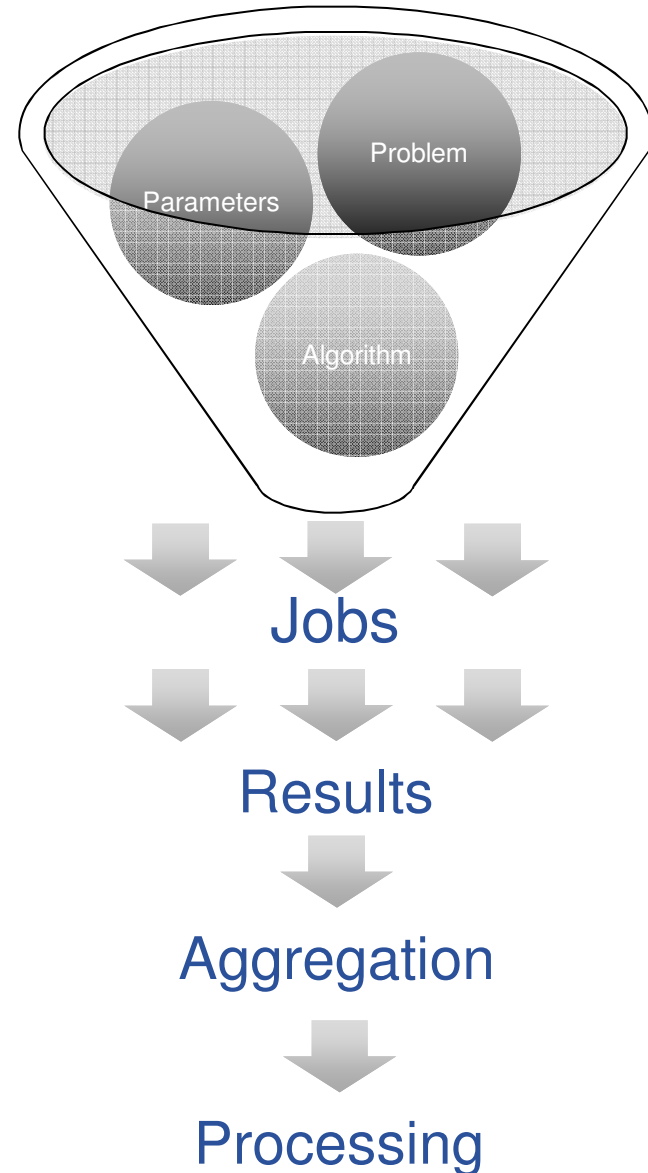 Problem
Parameters
Algorithm
Jobs
Results
Aggregation
Processing